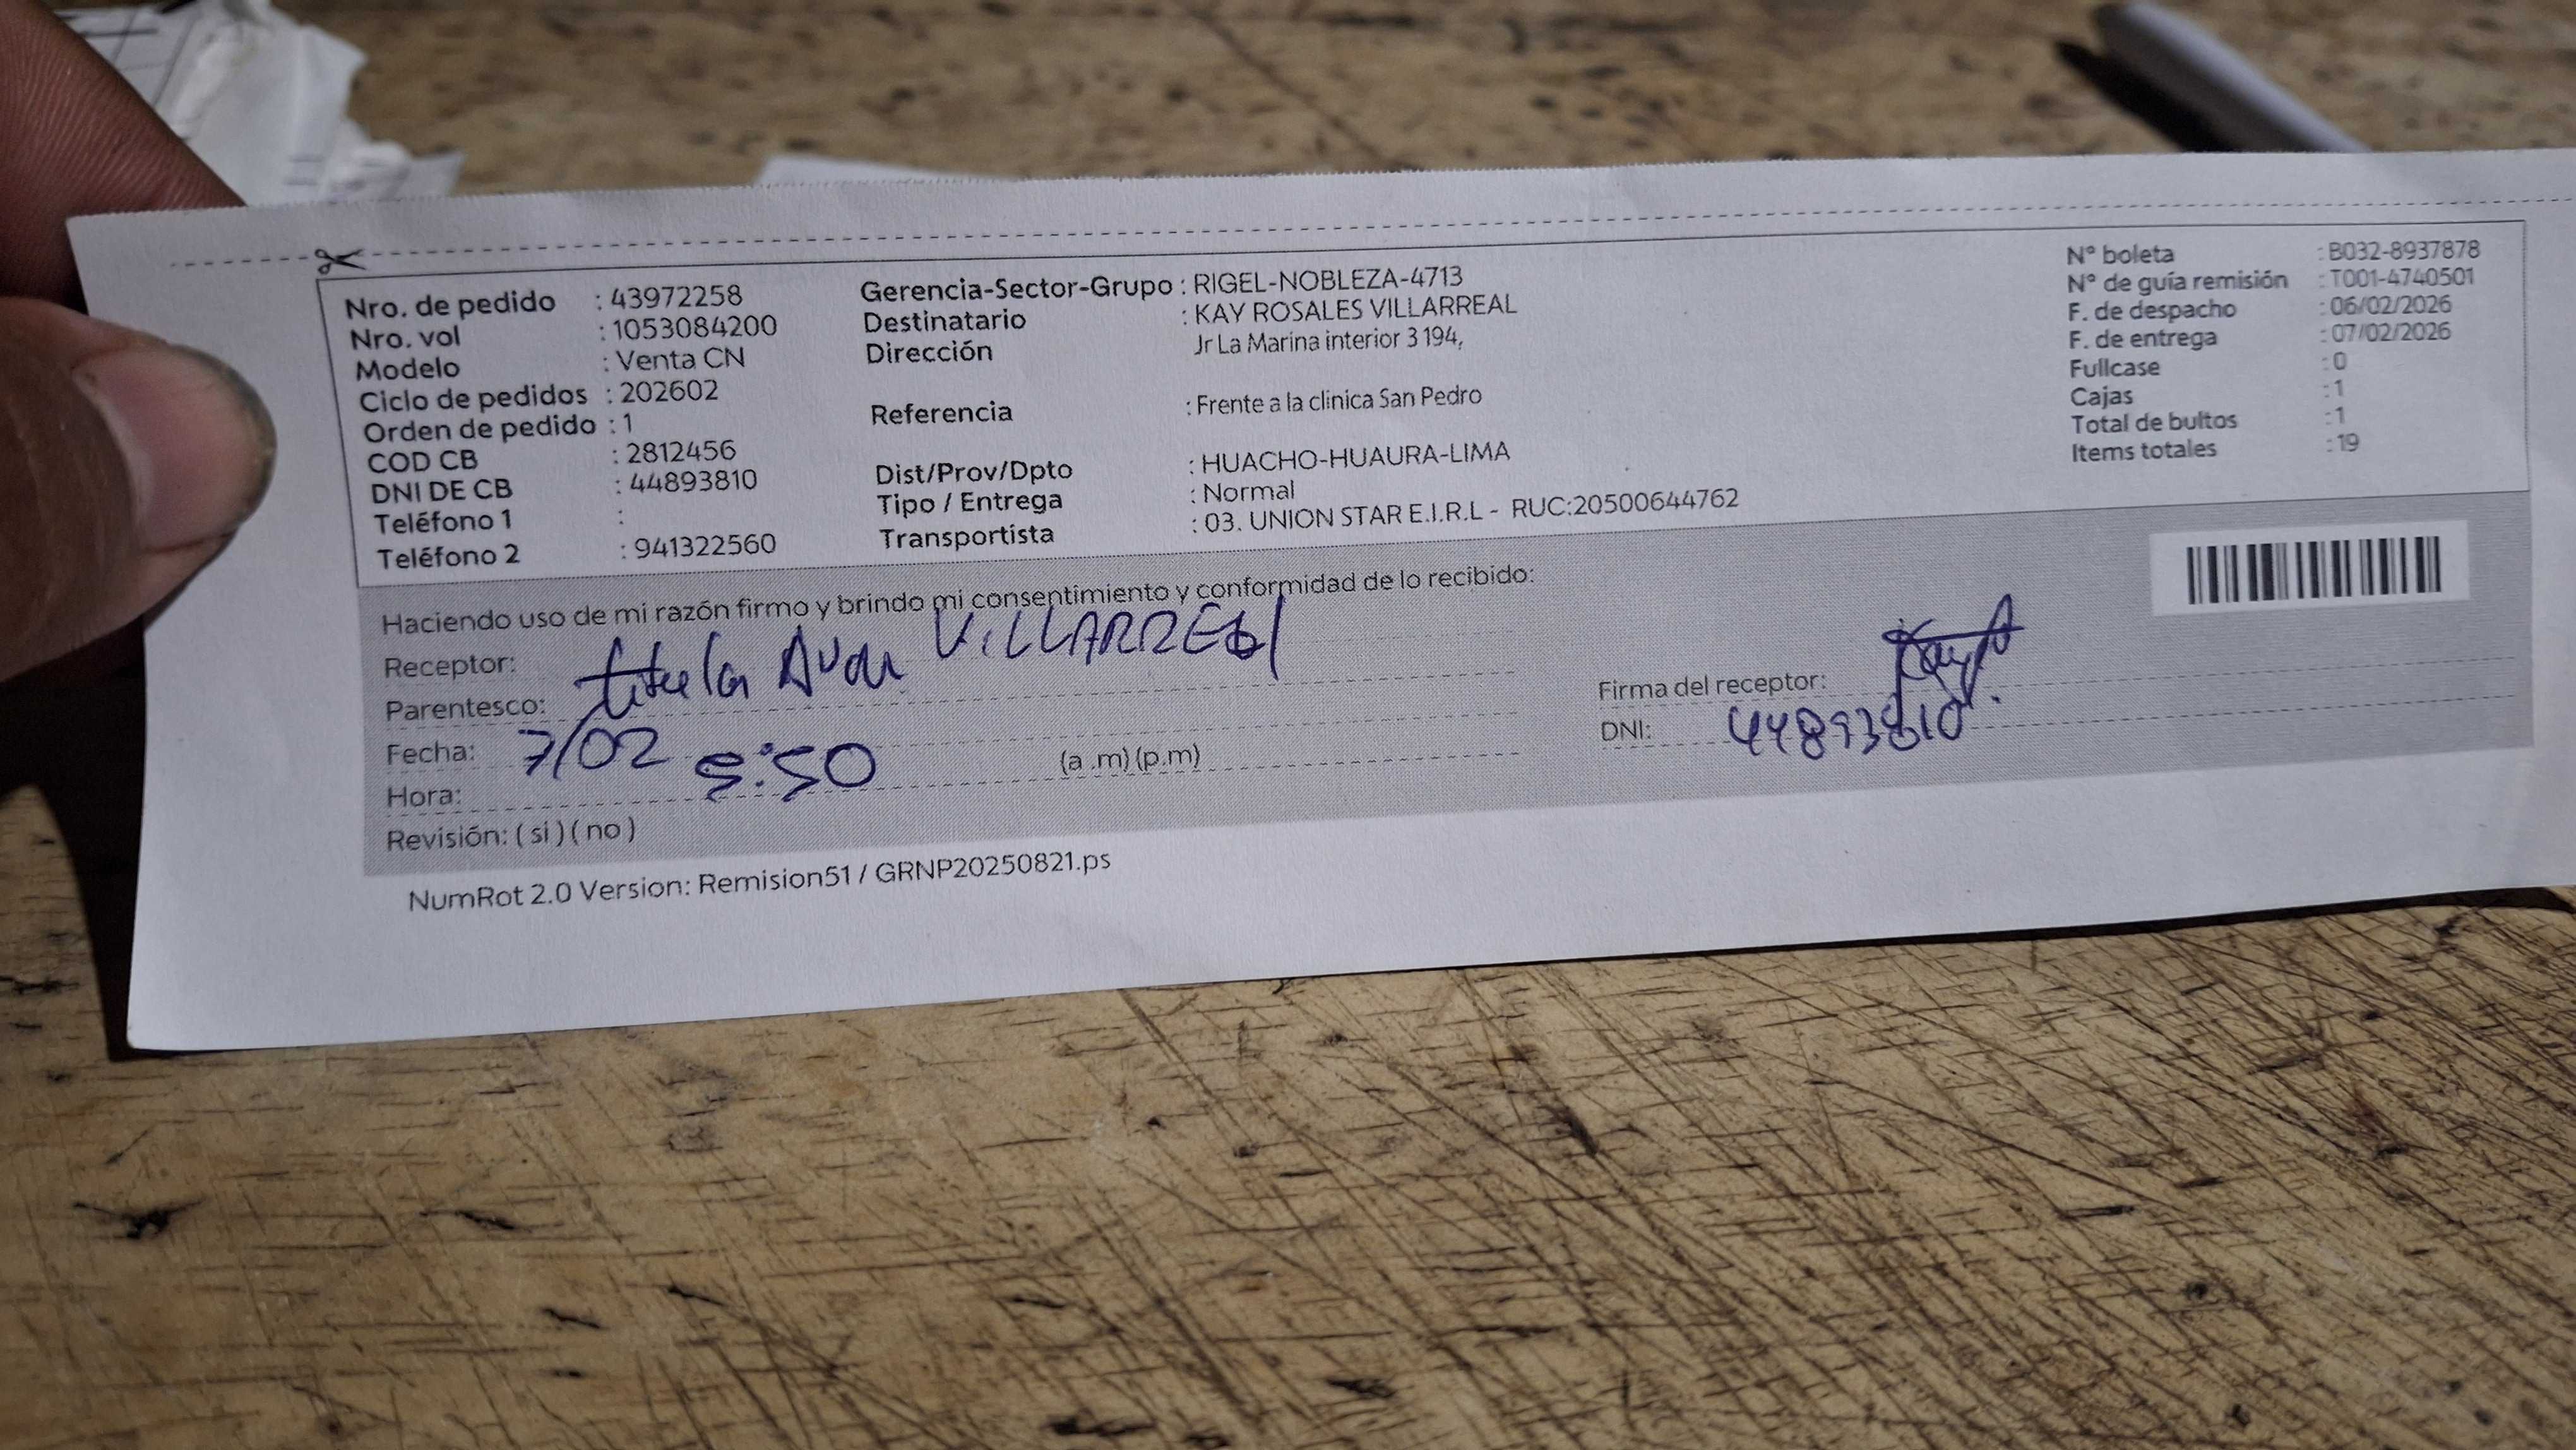 Nro. de pedido : 43972258
Nro. vol : 1053084200
Modelo : Venta CN
Ciclo de pedidos : 202602
Orden de pedido : 1
COD CB : 2812456
DNI DE CB : 44893810
Teléfono 1 :
Teléfono 2 : 941322560
Gerencia-Sector-Grupo : RIGEL-NOBLEZA-4713
Destinatario : KAY ROSALES VILLARREAL
Dirección Jr La Marina interior 3 194,
Referencia : Frente a la clinica San Pedro
Dist/Prov/Dpto : HUACHO-HUAURA-LIMA
Tipo / Entrega : Normal
Transportista : 03. UNION STAR E.I.R.L - RUC:20500644762
N° boleta : B032-8937878
N° de guía remisión : T001-4740501
F. de despacho : 06/02/2026
F. de entrega : 07/02/2026
Fullcase : 0
Cajas : 1
Total de bultos : 1
Items totales : 19
Haciendo uso de mi razón firmo y brindo mi consentimiento y conformidad de lo recibido:
Receptor: VILLARREal
Parentesco: titular
Fecha: 7/02
Hora: 5:50 (a .m) (p.m)
Revisión: ( si ) ( no )
Firma del receptor:
DNI: 44893810
NumRot 2.0 Version: Remision51 / GRNP20250821.ps